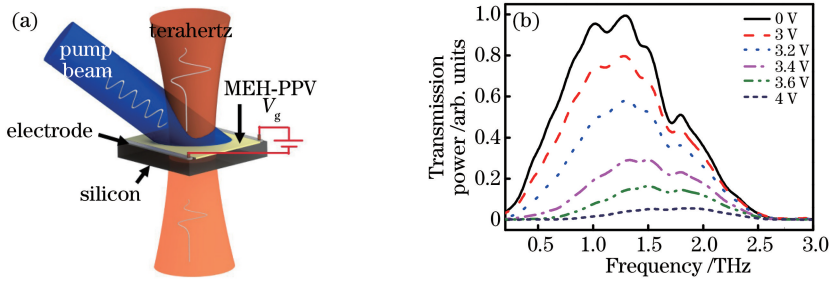 (a)
terahertz
pump
beam
MEH-PPV
Vg
electrode
silicon
(b)
Transmission
power /arb. units
1.0
0.8
0.6
0.4
0.2
0
0 V
3 V
3.2 V
3.4 V
3.6 V
4 V
0.5 1.0 1.5 2.0 2.5 3.0
Frequency /THz